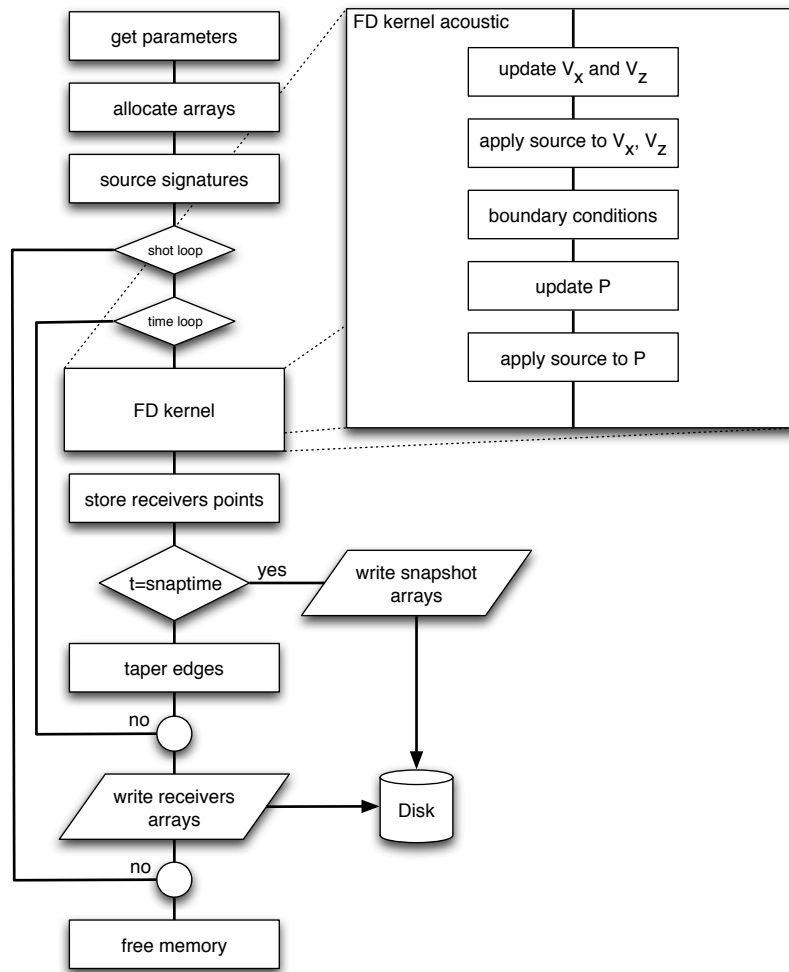 get parameters
allocate arrays
source signatures
shot loop
time loop
FD kernel
store receivers points
t=snaptime
yes
write snapshot
arrays
taper edges
no
write receivers
arrays
Disk
no
free memory
FD kernel acoustic
update Vx and Vz
apply source to Vx, Vz
boundary conditions
update P
apply source to P